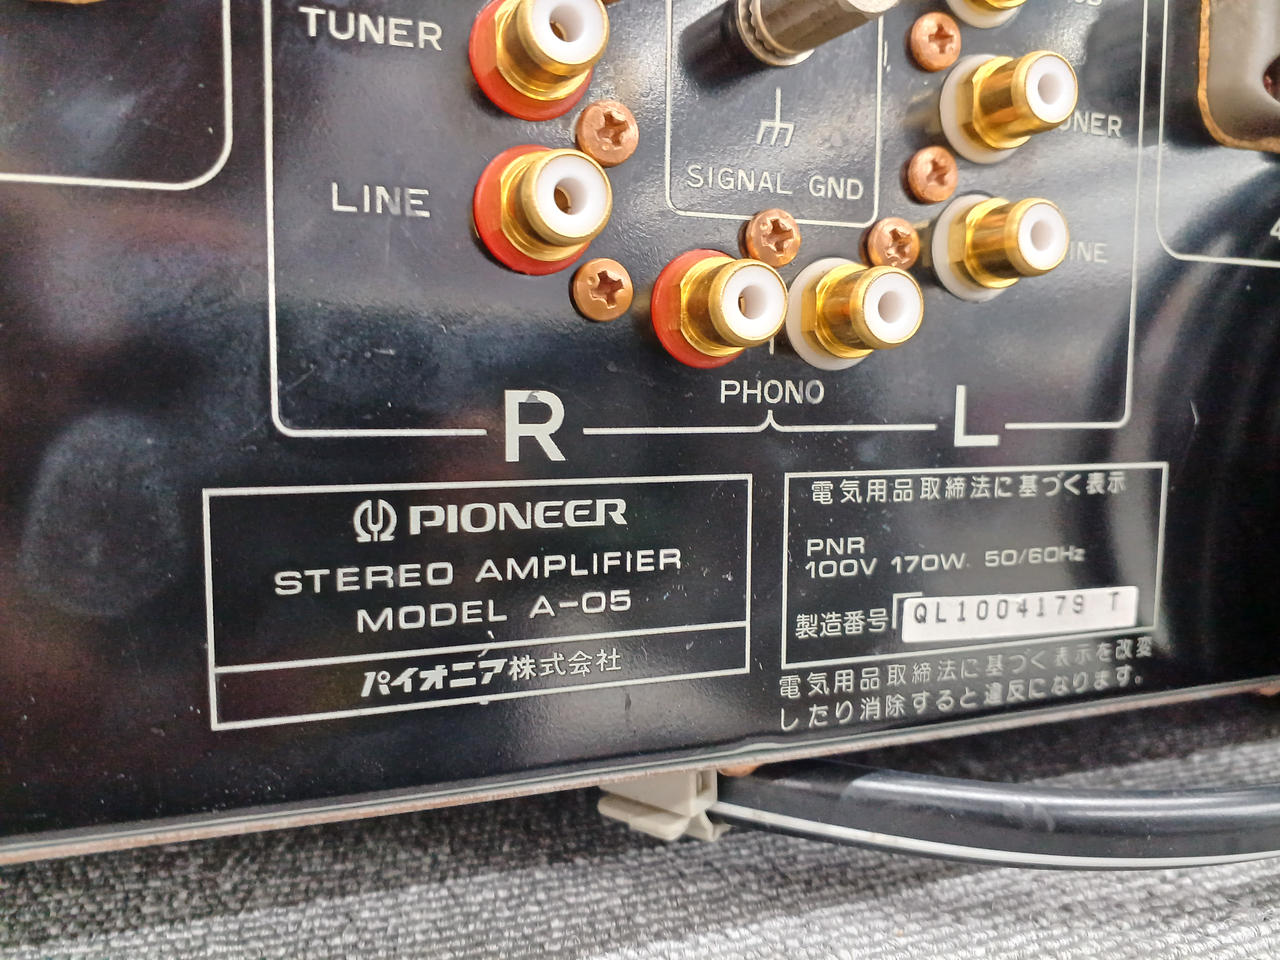 TUNER
LINE
SIGNAL GND
PHONO
R
L
PIONEER
STEREO AMPLIFIER
MODEL A-05
パイオニア株式会社
電気用品取締法に基づく表示
PNR
100V 170W. 50/60Hz
製造番号 QL1004179 T
電気用品取締法に基づく表示を改変
したり消除すると違反になります。